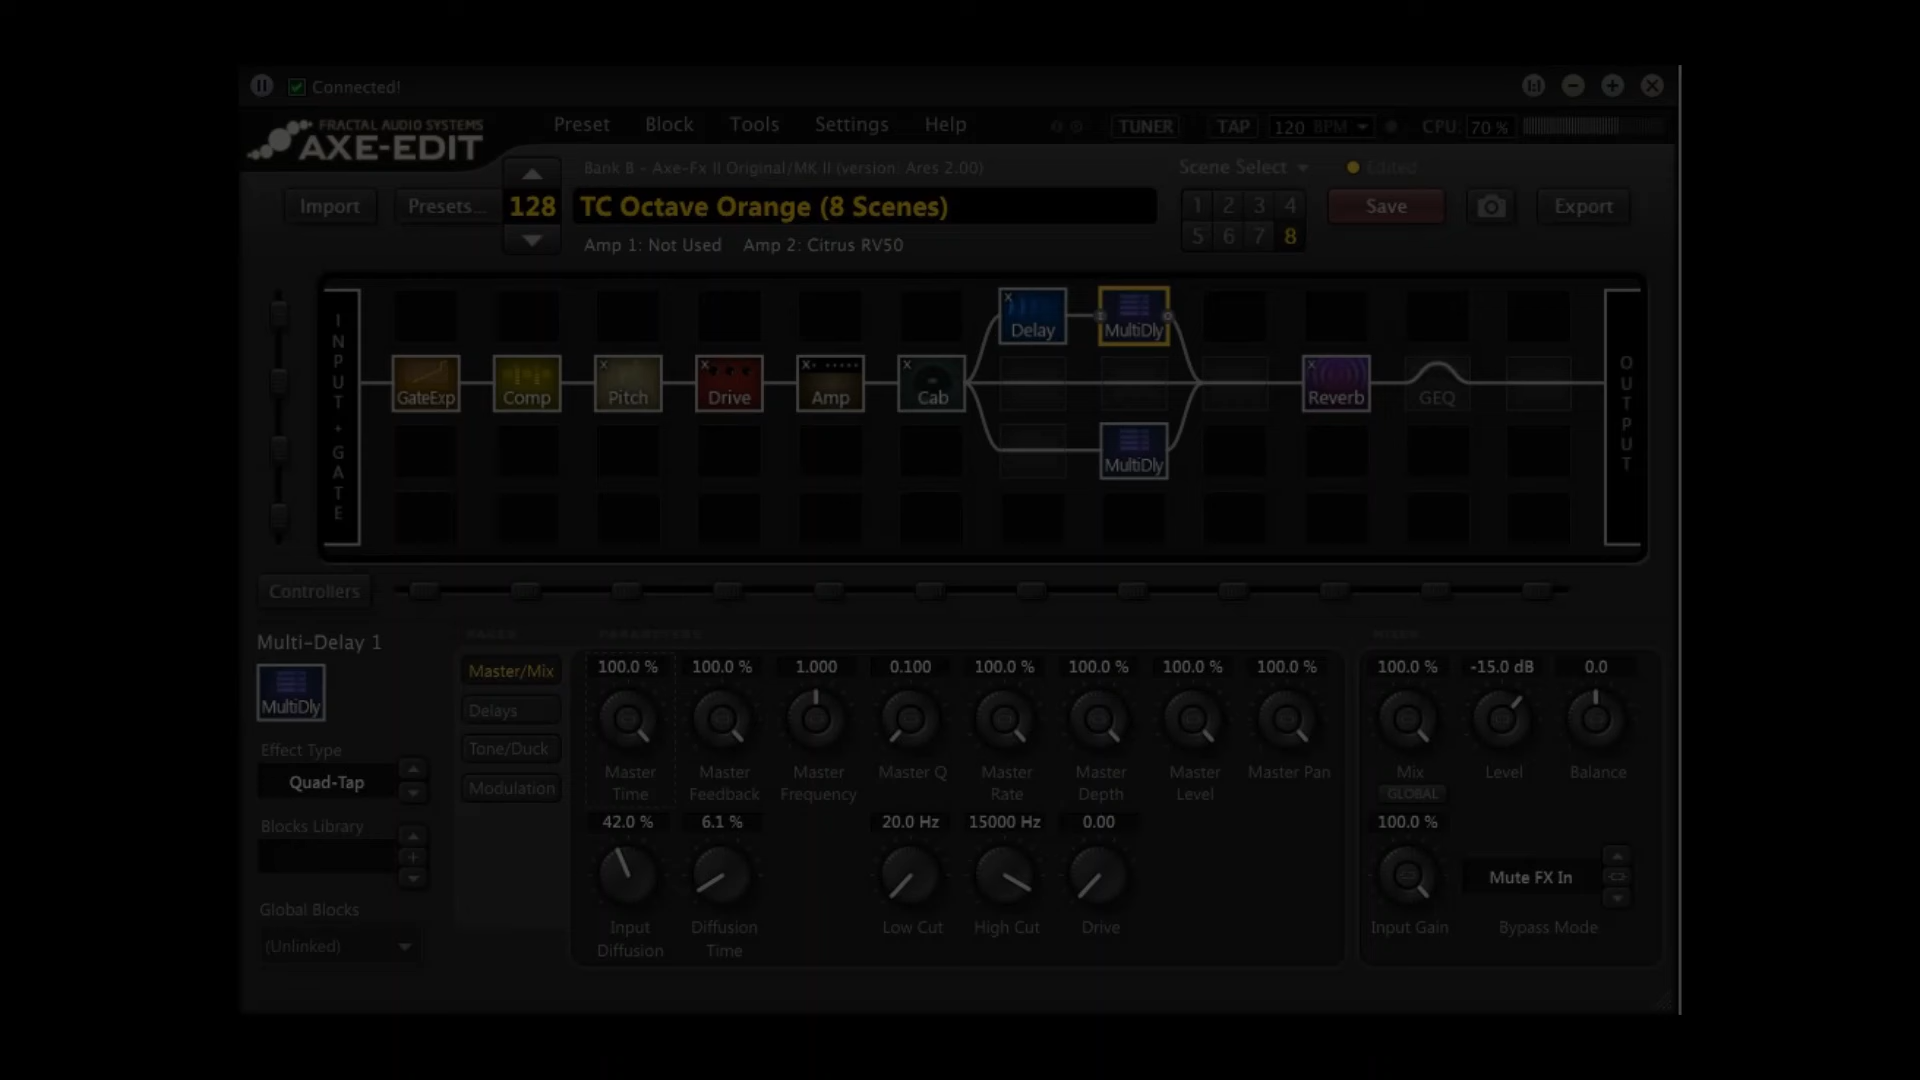 Connected!
FRACTAL AUDIO SYSTEMS
AXE-EDIT
Preset Block Tools Settings Help
TUNER
TAP
120 BPM
CPU: 70 %
Bank B - Axe-Fx II Original/MK II (version: Ares 2.00)
Scene Select
Edited
Import
Presets...
128
TC Octave Orange (8 Scenes)
1 2 3 4
5 6 7 8
Save
Export
Amp 1: Not Used Amp 2: Citrus RV50
INPUT + GATE
Delay
MultiDly
GateExp
Comp
Pitch
Drive
Amp
Cab
Reverb
GEQ
MultiDly
OUTPUT
Controllers
Multi-Delay 1
MultiDly
Effect Type
Quad-Tap
Blocks Library
Global Blocks
(Unlinked)
PAGES
Master/Mix
Delays
Tone/Duck
Modulation
PARAMETERS
100.0 % 100.0 % 1.000 0.100 100.0 % 100.0 % 100.0 % 100.0 %
Master Time
Master Feedback
Master Frequency
Master Q
Master Rate
Master Depth
Master Level
Master Pan
42.0 % 6.1 % 20.0 Hz 15000 Hz 0.00
Input Diffusion
Diffusion Time
Low Cut
High Cut
Drive
MIXER
100.0 % -15.0 dB 0.0
Mix
Level
Balance
GLOBAL
100.0 %
Mute FX In
Input Gain
Bypass Mode